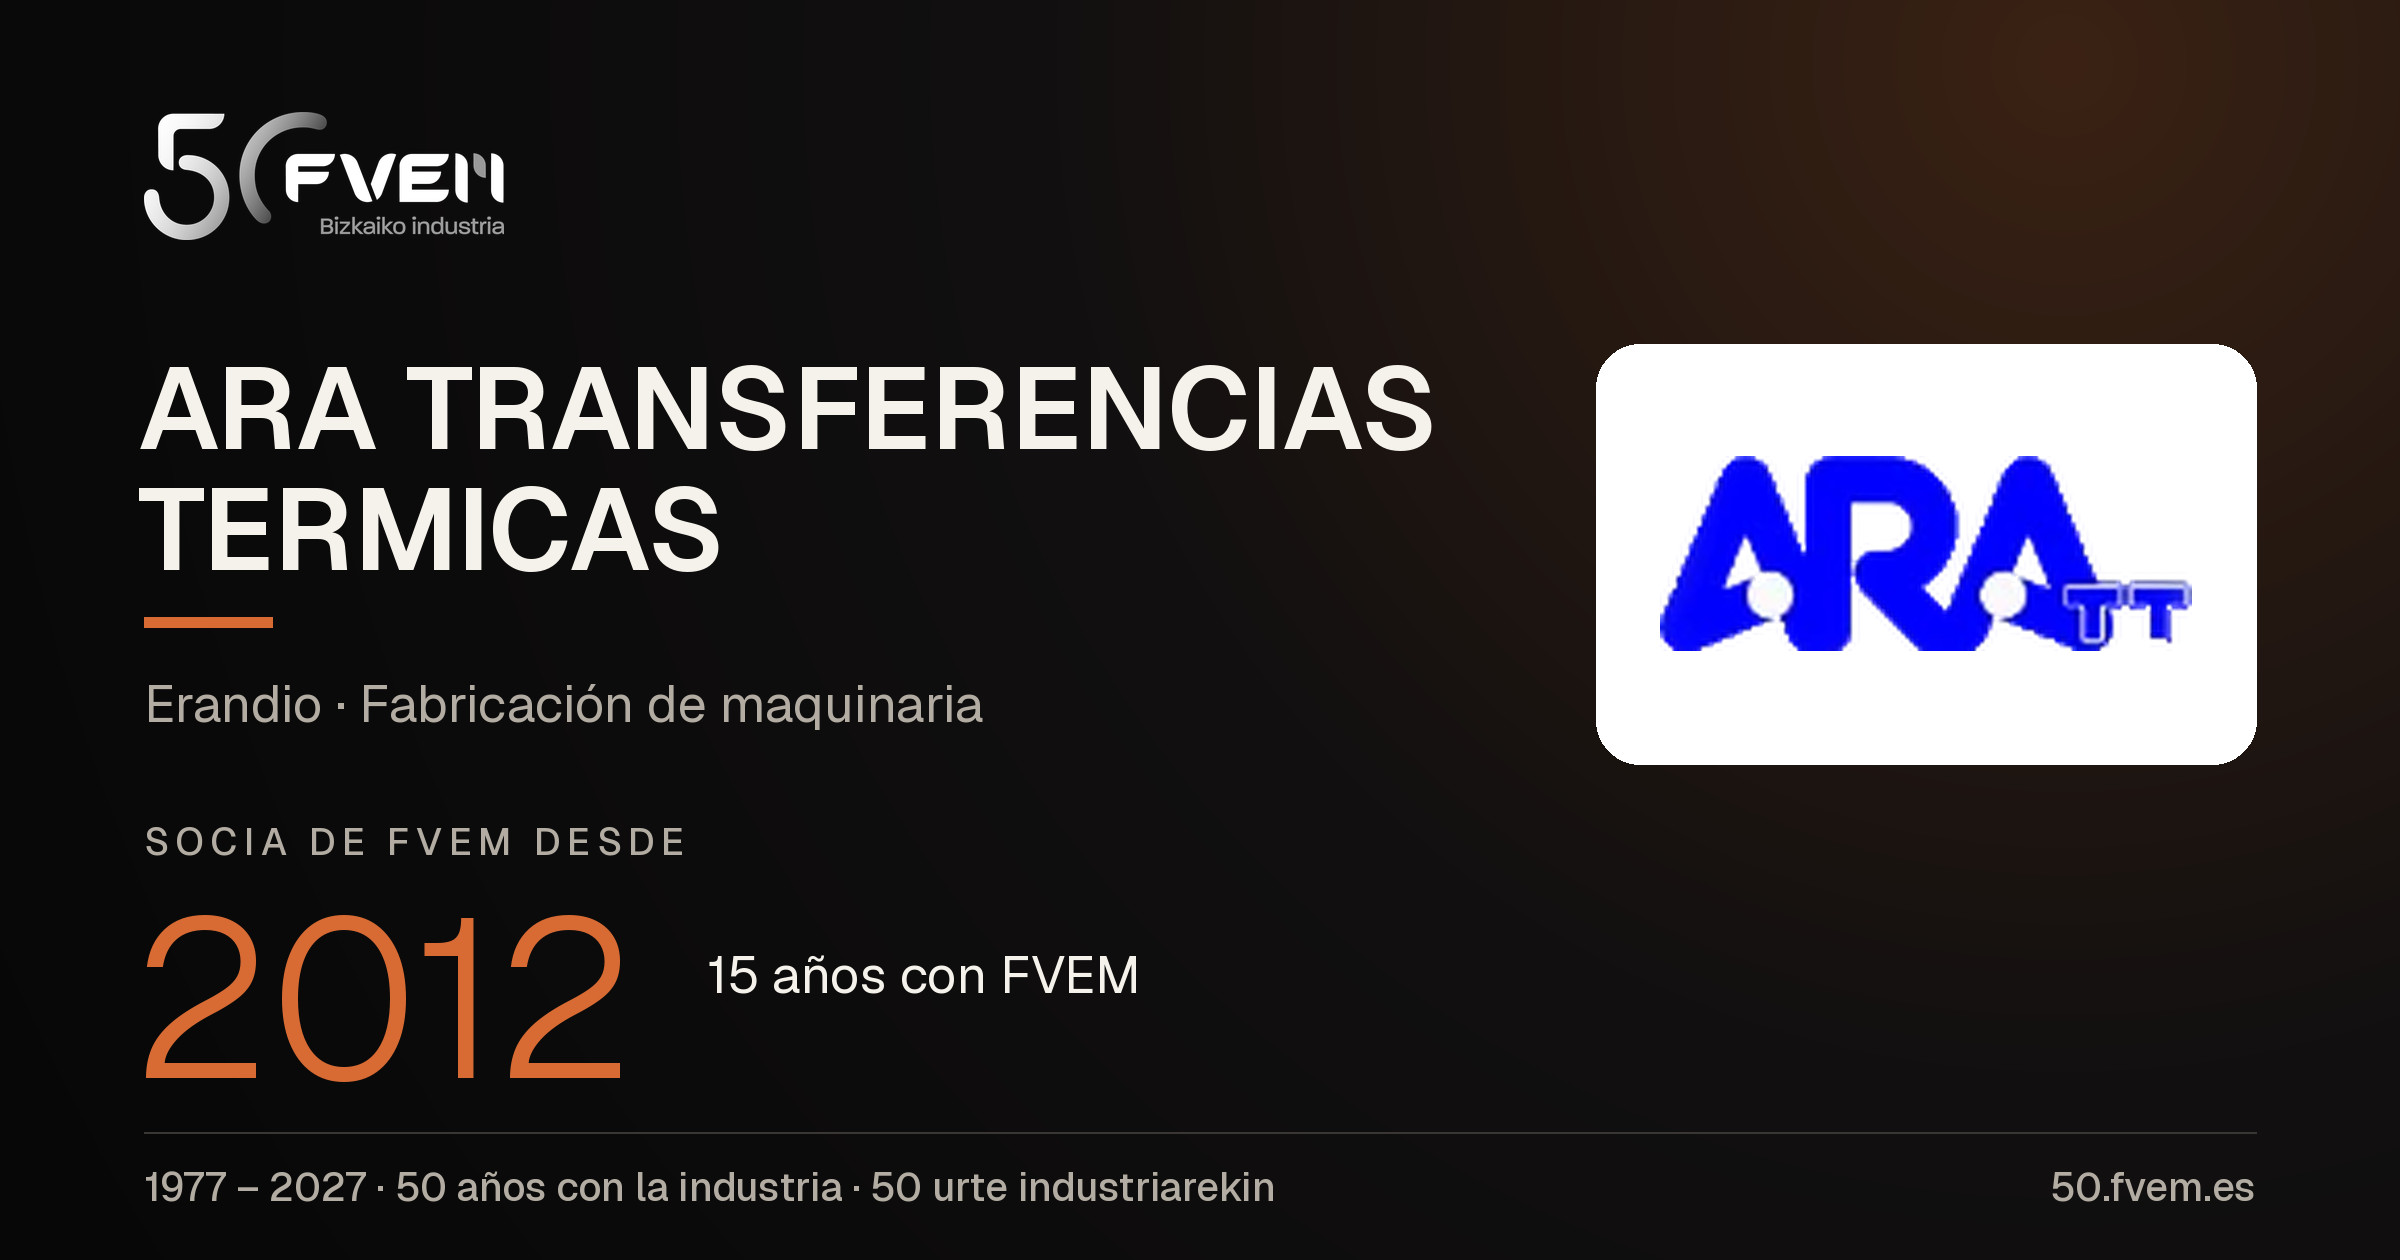 50 FVEM
Bizkaiko industria
ARA TRANSFERENCIAS
TERMICAS
ARA TT
Erandio · Fabricación de maquinaria
SOCIA DE FVEM DESDE
2012
15 años con FVEM
1977 – 2027 · 50 años con la industria · 50 urte industriarekin
50.fvem.es